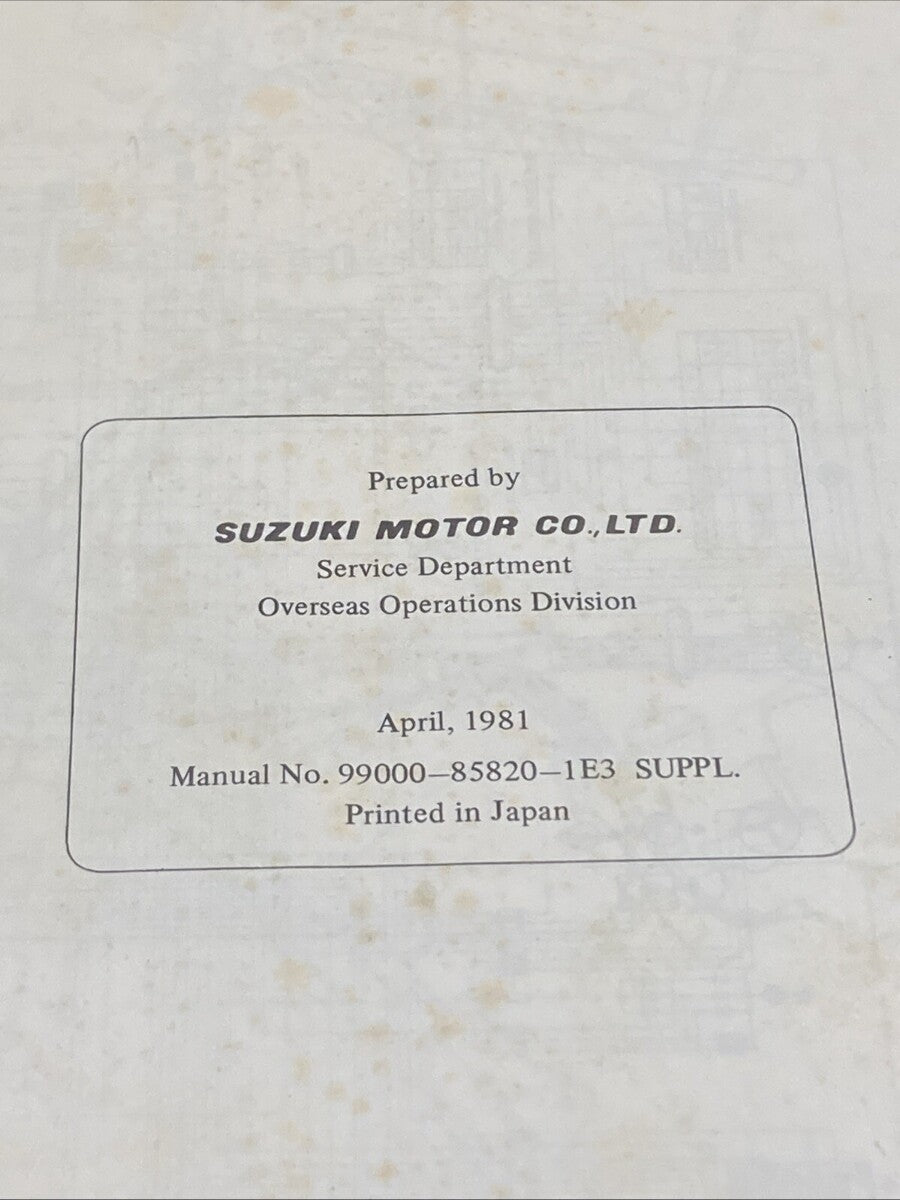 Prepared by
SUZUKI MOTOR CO.,LTD.
Service Department
Overseas Operations Division
April, 1981
Manual No. 99000–85820–1E3 SUPPL.
Printed in Japan